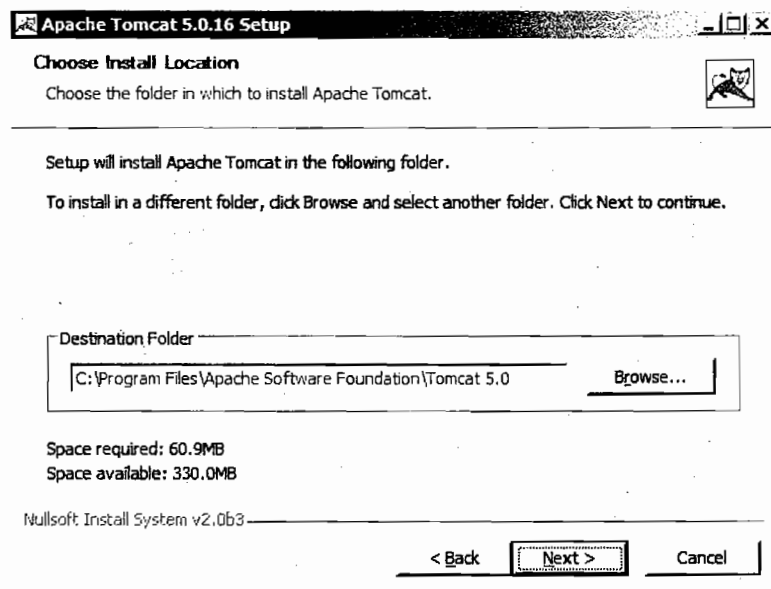 Apache Tomcat 5.0.16 Setup
Choose Install Location
Choose the folder in which to install Apache Tomcat.
Setup will install Apache Tomcat in the following folder.
To install in a different folder, click Browse and select another folder. Click Next to continue.
Destination Folder
C:\Program Files\Apache Software Foundation\Tomcat 5.0
Browse...
Space required: 60.9MB
Space available: 330.0MB
Nullsoft Install System v2.0b3
< Back Next > Cancel